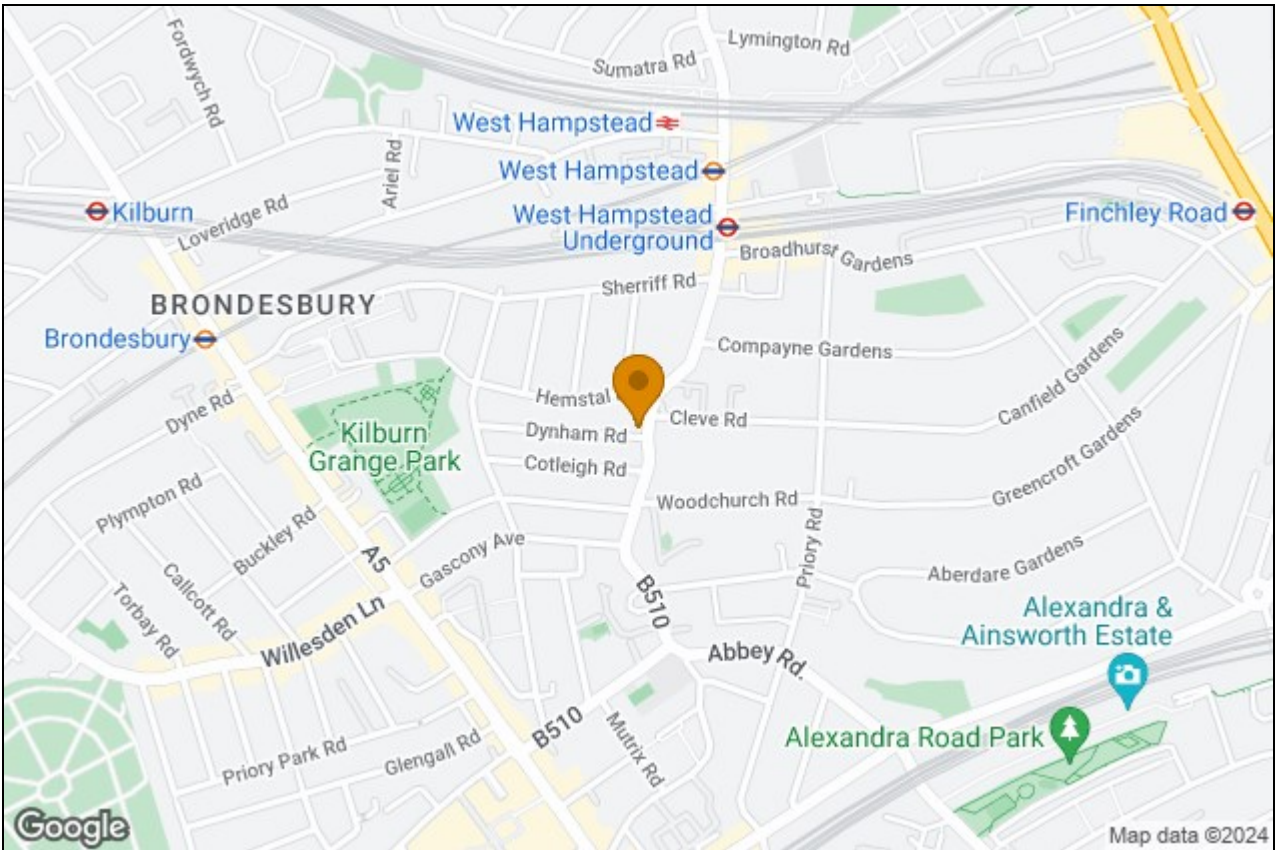 Fordwych Rd
Lymington Rd
Sumatra Rd
West Hampstead
Ariel Rd
West Hampstead
Kilburn
Loveridge Rd
West Hampstead
Underground
Finchley Road
Broadhurst Gardens
Sherriff Rd
BRONDESBURY
Brondesbury
Compayne Gardens
Canfield Gardens
Hemstal
Dyne Rd
Cleve Rd
Kilburn
Grange Park
Dynham Rd
Cotleigh Rd
Greencroft Gardens
Plympton Rd
Woodchurch Rd
Buckley Rd
Priory Rd
A5
Gascony Ave
Aberdare Gardens
Callcott Rd
Torbay Rd
B510
Alexandra &
Ainsworth Estate
Willesden Ln
Abbey Rd.
B510
Mutrix Rd
Alexandra Road Park
Priory Park Rd
Glengall Rd
Google
Map data ©2024